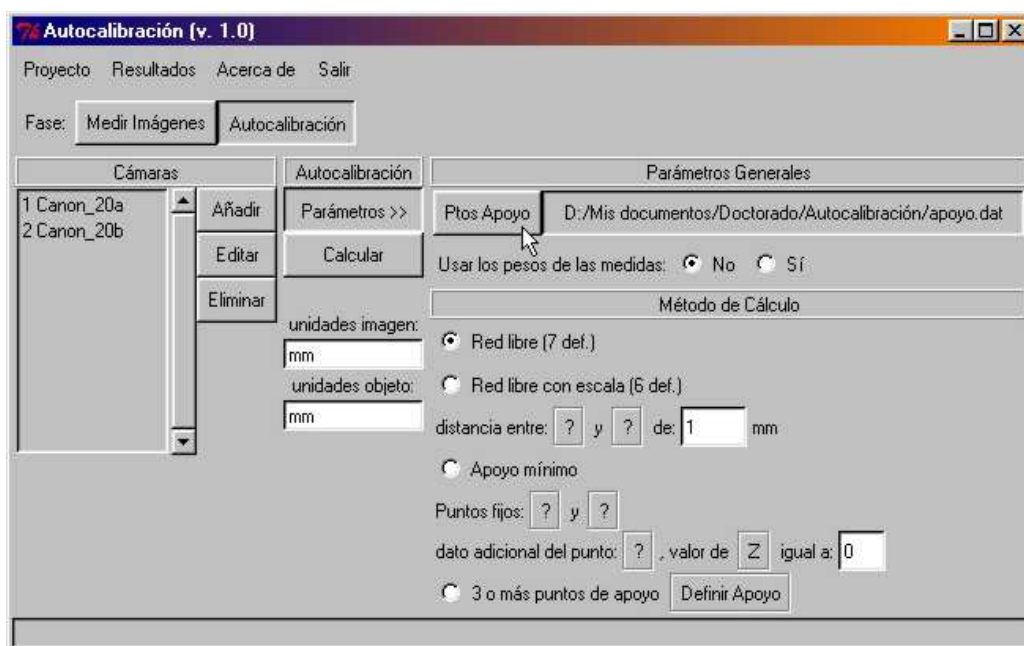 Autocalibración (v. 1.0)
Proyecto Resultados Acerca de Salir
Fase: Medir Imágenes Autocalibración
Cámaras
1 Canon_20a
2 Canon_20b
Añadir
Editar
Eliminar
Autocalibración
Parámetros >>
Calcular
unidades imagen:
mm
unidades objeto:
mm
Parámetros Generales
Ptos Apoyo D:/Mis documentos/Doctorado/Autocalibración/apoyo.dat
Usar los pesos de las medidas: No Sí
Método de Cálculo
Red libre (7 def.)
Red libre con escala (6 def.)
distancia entre: ? y ? de: 1 mm
Apoyo mínimo
Puntos fijos: ? y ?
dato adicional del punto: ? , valor de Z igual a: 0
3 o más puntos de apoyo Definir Apoyo